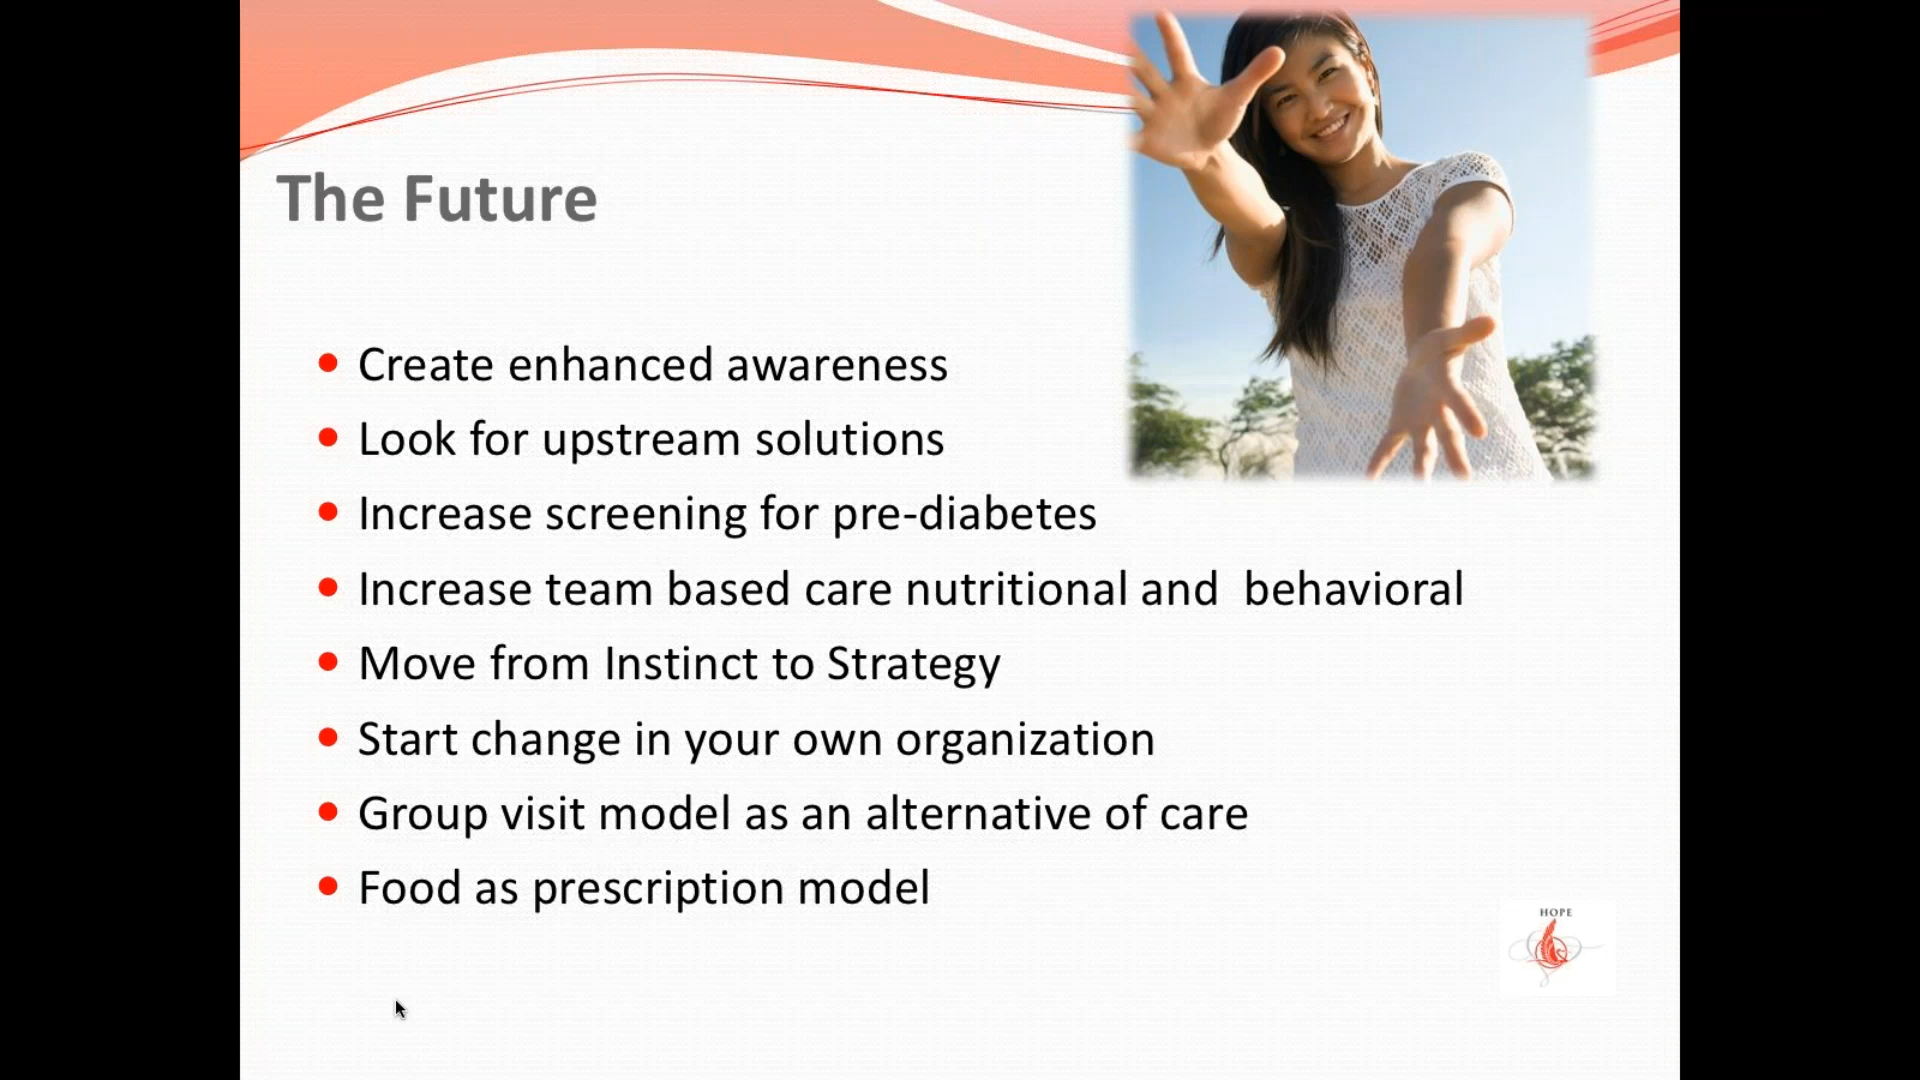 The Future
Create enhanced awareness
Look for upstream solutions
Increase screening for pre-diabetes
Increase team based care nutritional and  behavioral
Move from Instinct to Strategy
Start change in your own organization
Group visit model as an alternative of care
Food as prescription model
HOPE